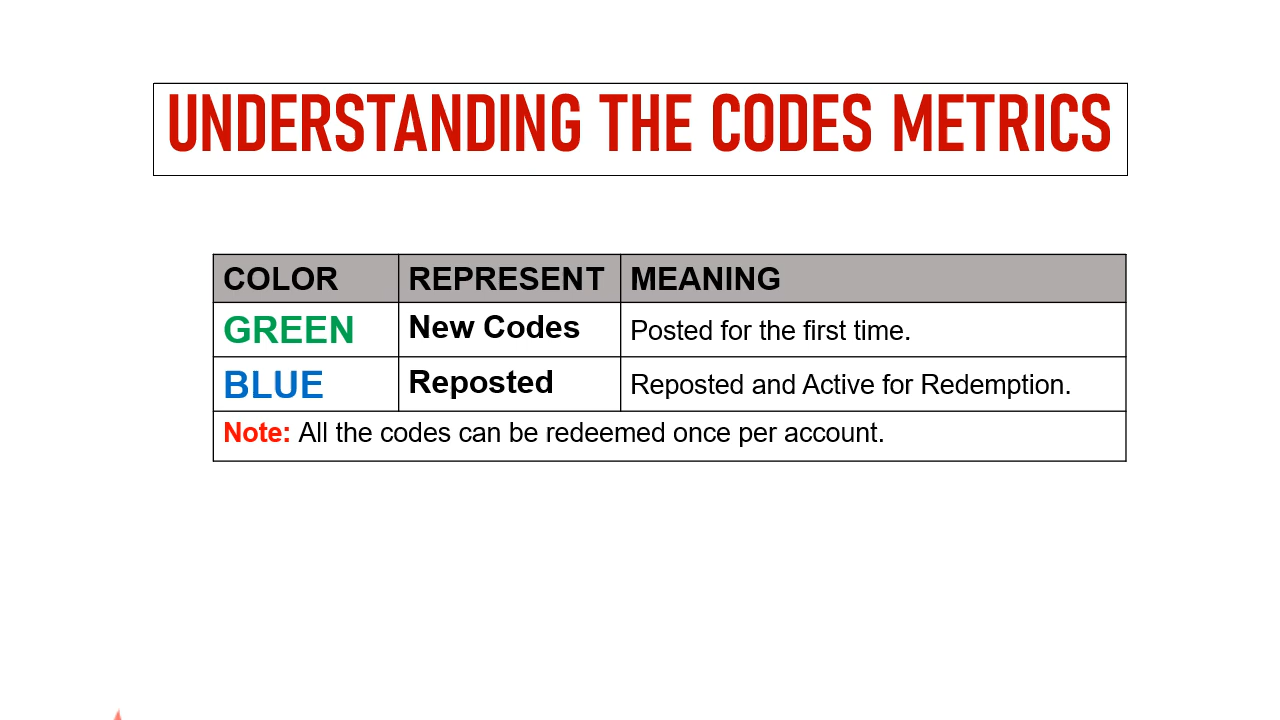 UNDERSTANDING THE CODES METRICS
COLOR REPRESENT MEANING
GREEN New Codes Posted for the first time.
BLUE Reposted Reposted and Active for Redemption.
Note: All the codes can be redeemed once per account.